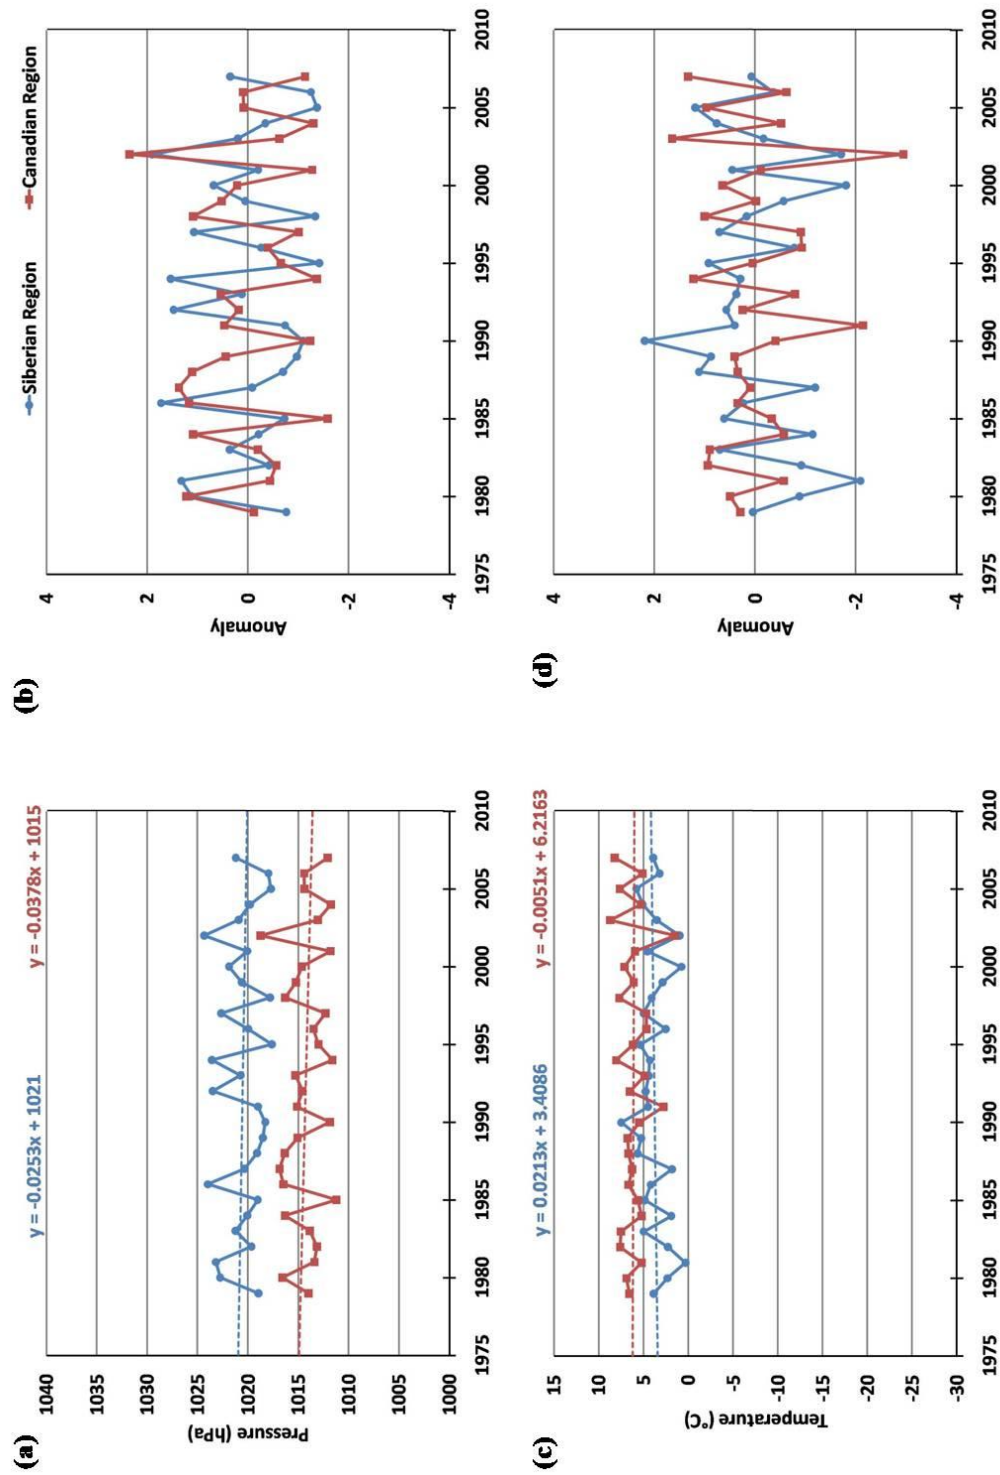 (a)
y = -0.0253x + 1021
y = -0.0378x + 1015
Pressure (hPa)
1040
1035
1030
1025
1020
1015
1010
1005
1000
1975 1980 1985 1990 1995 2000 2005 2010
(b)
Siberian Region Canadian Region
Anomaly
4
2
0
-2
-4
1975 1980 1985 1990 1995 2000 2005 2010
(c)
y = 0.0213x + 3.4086
y = -0.0051x + 6.2163
Temperature (°C)
15
10
5
0
-5
-10
-15
-20
-25
-30
1975 1980 1985 1990 1995 2000 2005 2010
(d)
Anomaly
4
2
0
-2
-4
1975 1980 1985 1990 1995 2000 2005 2010